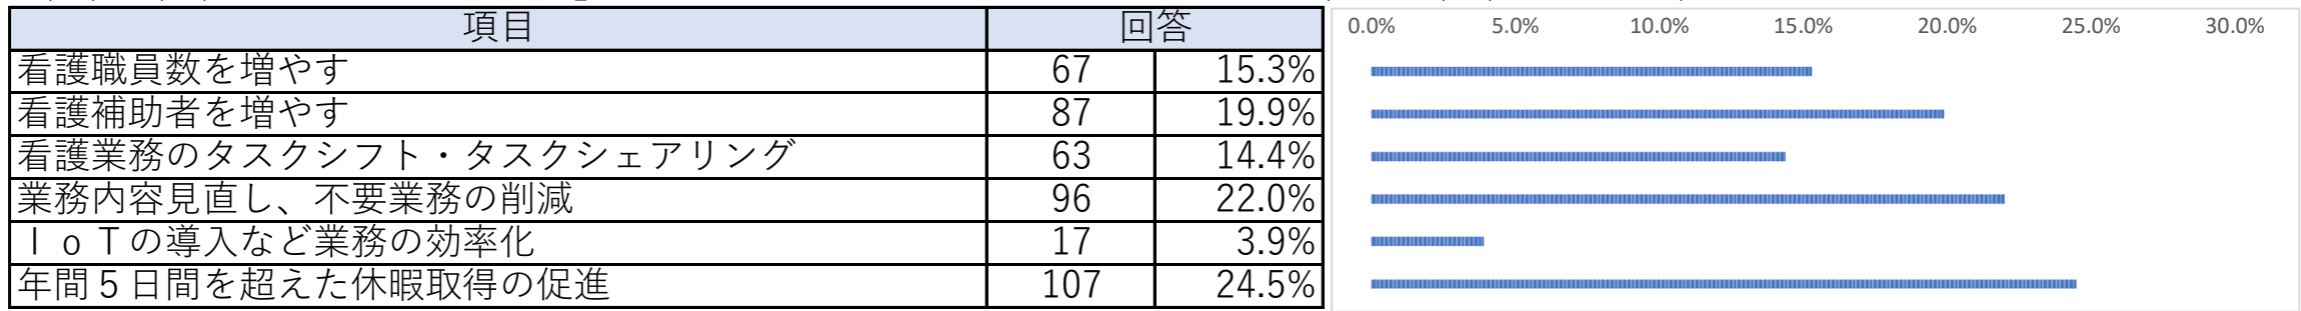 項目 回答 0.0% 5.0% 10.0% 15.0% 20.0% 25.0% 30.0%
看護職員数を増やす 67 15.3%
看護補助者を増やす 87 19.9%
看護業務のタスクシフト・タスクシェアリング 63 14.4%
業務内容見直し、不要業務の削減 96 22.0%
ＩｏＴの導入など業務の効率化 17 3.9%
年間５日間を超えた休暇取得の促進 107 24.5%